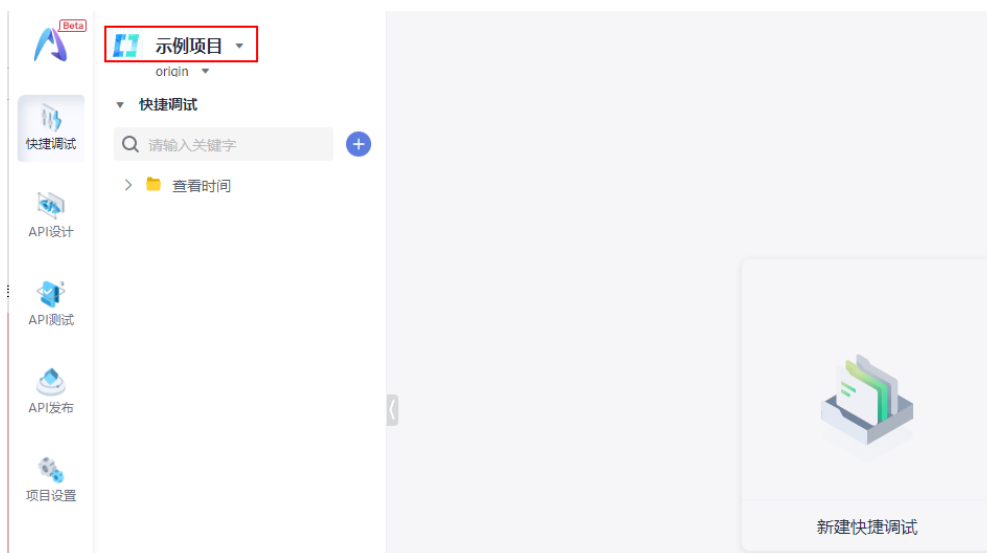 Beta
示例项目
origin
快捷调试
请输入关键字
查看时间
快捷调试
API设计
API测试
API发布
项目设置
新建快捷调试